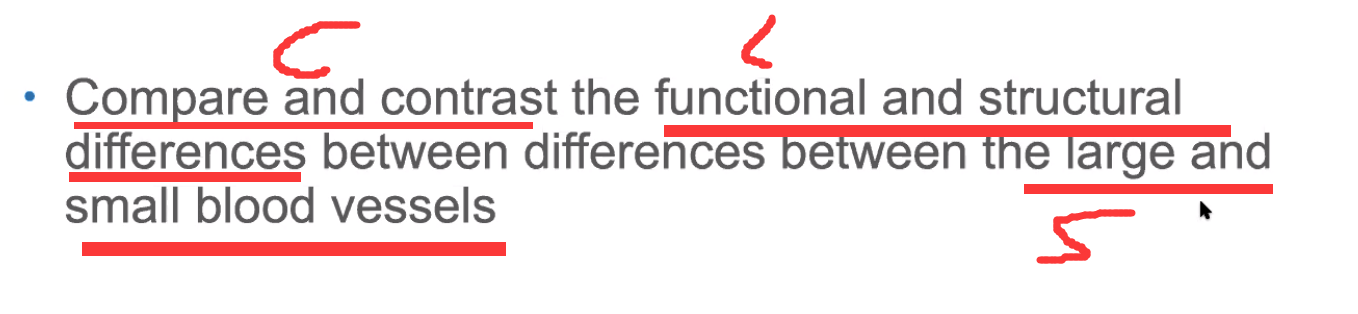 • Compare and contrast the functional and structural
differences between differences between the large and
small blood vessels